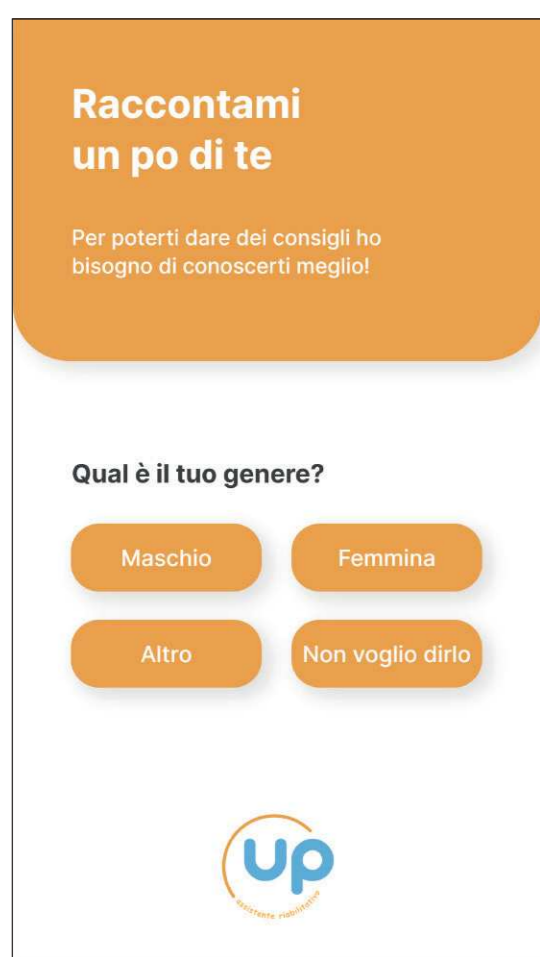 Raccontami
un po di te
Per poterti dare dei consigli ho
bisogno di conoscerti meglio!
Qual è il tuo genere?
Maschio
Femmina
Altro
Non voglio dirlo
up
assistente riabilitativo